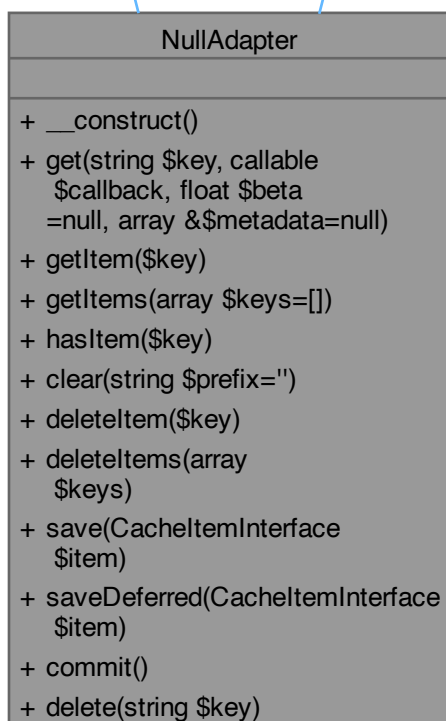 NullAdapter
+ __construct()
+ get(string $key, callable
$callback, float $beta
=null, array &$metadata=null)
+ getItem($key)
+ getItems(array $keys=[])
+ hasItem($key)
+ clear(string $prefix='')
+ deleteItem($key)
+ deleteItems(array
$keys)
+ save(CacheItemInterface
$item)
+ saveDeferred(CacheItemInterface
$item)
+ commit()
+ delete(string $key)